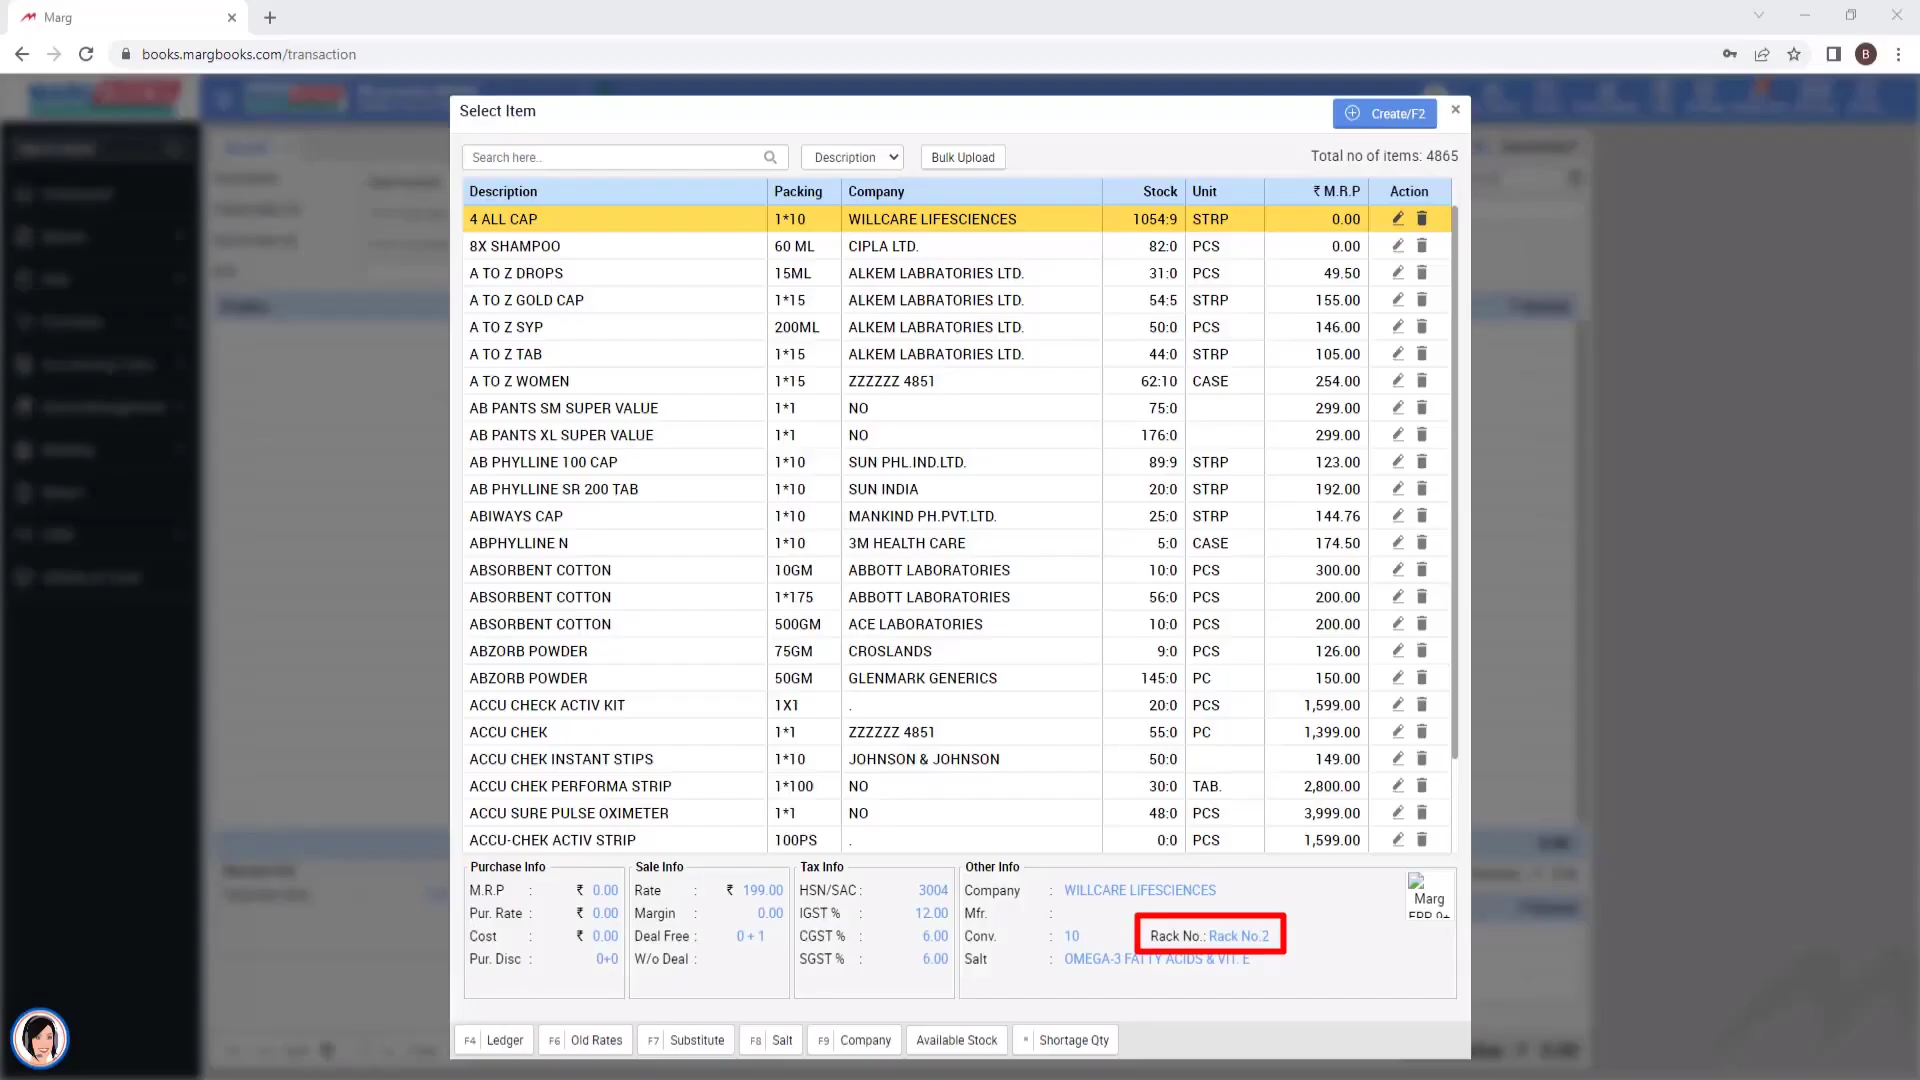 Marg
books.margbooks.com/transaction
B
Select Item
Create/F2
Search here..
Description
Bulk Upload
Total no of items: 4865
Description Packing Company Stock Unit ₹ M.R.P Action
4 ALL CAP 1*10 WILLCARE LIFESCIENCES 1054:9 STRP 0.00
8X SHAMPOO 60 ML CIPLA LTD. 82:0 PCS 0.00
A TO Z DROPS 15ML ALKEM LABRATORIES LTD. 31:0 PCS 49.50
A TO Z GOLD CAP 1*15 ALKEM LABRATORIES LTD. 54:5 STRP 155.00
A TO Z SYP 200ML ALKEM LABRATORIES LTD. 50:0 PCS 146.00
A TO Z TAB 1*15 ALKEM LABRATORIES LTD. 44:0 STRP 105.00
A TO Z WOMEN 1*15 ZZZZZZ 4851 62:10 CASE 254.00
AB PANTS SM SUPER VALUE 1*1 NO 75:0 299.00
AB PANTS XL SUPER VALUE 1*1 NO 176:0 299.00
AB PHYLLINE 100 CAP 1*10 SUN PHL.IND.LTD. 89:9 STRP 123.00
AB PHYLLINE SR 200 TAB 1*10 SUN INDIA 20:0 STRP 192.00
ABIWAYS CAP 1*10 MANKIND PH.PVT.LTD. 25:0 STRP 144.76
ABPHYLLINE N 1*10 3M HEALTH CARE 5:0 CASE 174.50
ABSORBENT COTTON 10GM ABBOTT LABORATORIES 10:0 PCS 300.00
ABSORBENT COTTON 1*175 ABBOTT LABORATORIES 56:0 PCS 200.00
ABSORBENT COTTON 500GM ACE LABORATORIES 10:0 PCS 200.00
ABZORB POWDER 75GM CROSLANDS 9:0 PCS 126.00
ABZORB POWDER 50GM GLENMARK GENERICS 145:0 PC 150.00
ACCU CHECK ACTIV KIT 1X1 . 20:0 PCS 1,599.00
ACCU CHEK 1*1 ZZZZZZ 4851 55:0 PC 1,399.00
ACCU CHEK INSTANT STIPS 1*10 JOHNSON & JOHNSON 50:0 149.00
ACCU CHEK PERFORMA STRIP 1*100 NO 30:0 TAB. 2,800.00
ACCU SURE PULSE OXIMETER 1*1 NO 48:0 PCS 3,999.00
ACCU-CHEK ACTIV STRIP 100PS . 0:0 PCS 1,599.00
Purchase Info
M.R.P : ₹ 0.00
Pur. Rate : ₹ 0.00
Cost : ₹ 0.00
Pur. Disc : 0+0
Sale Info
Rate : ₹ 199.00
Margin : 0.00
Deal Free : 0 + 1
W/o Deal :
Tax Info
HSN/SAC : 3004
IGST % : 12.00
CGST % : 6.00
SGST % : 6.00
Other Info
Company : WILLCARE LIFESCIENCES
Mfr. :
Conv. : 10 Rack No.: Rack No.2
Salt : OMEGA-3 FATTY ACIDS & VIT. E
Marg
ERP 9+
F4 Ledger F6 Old Rates F7 Substitute F8 Salt F9 Company Available Stock * Shortage Qty